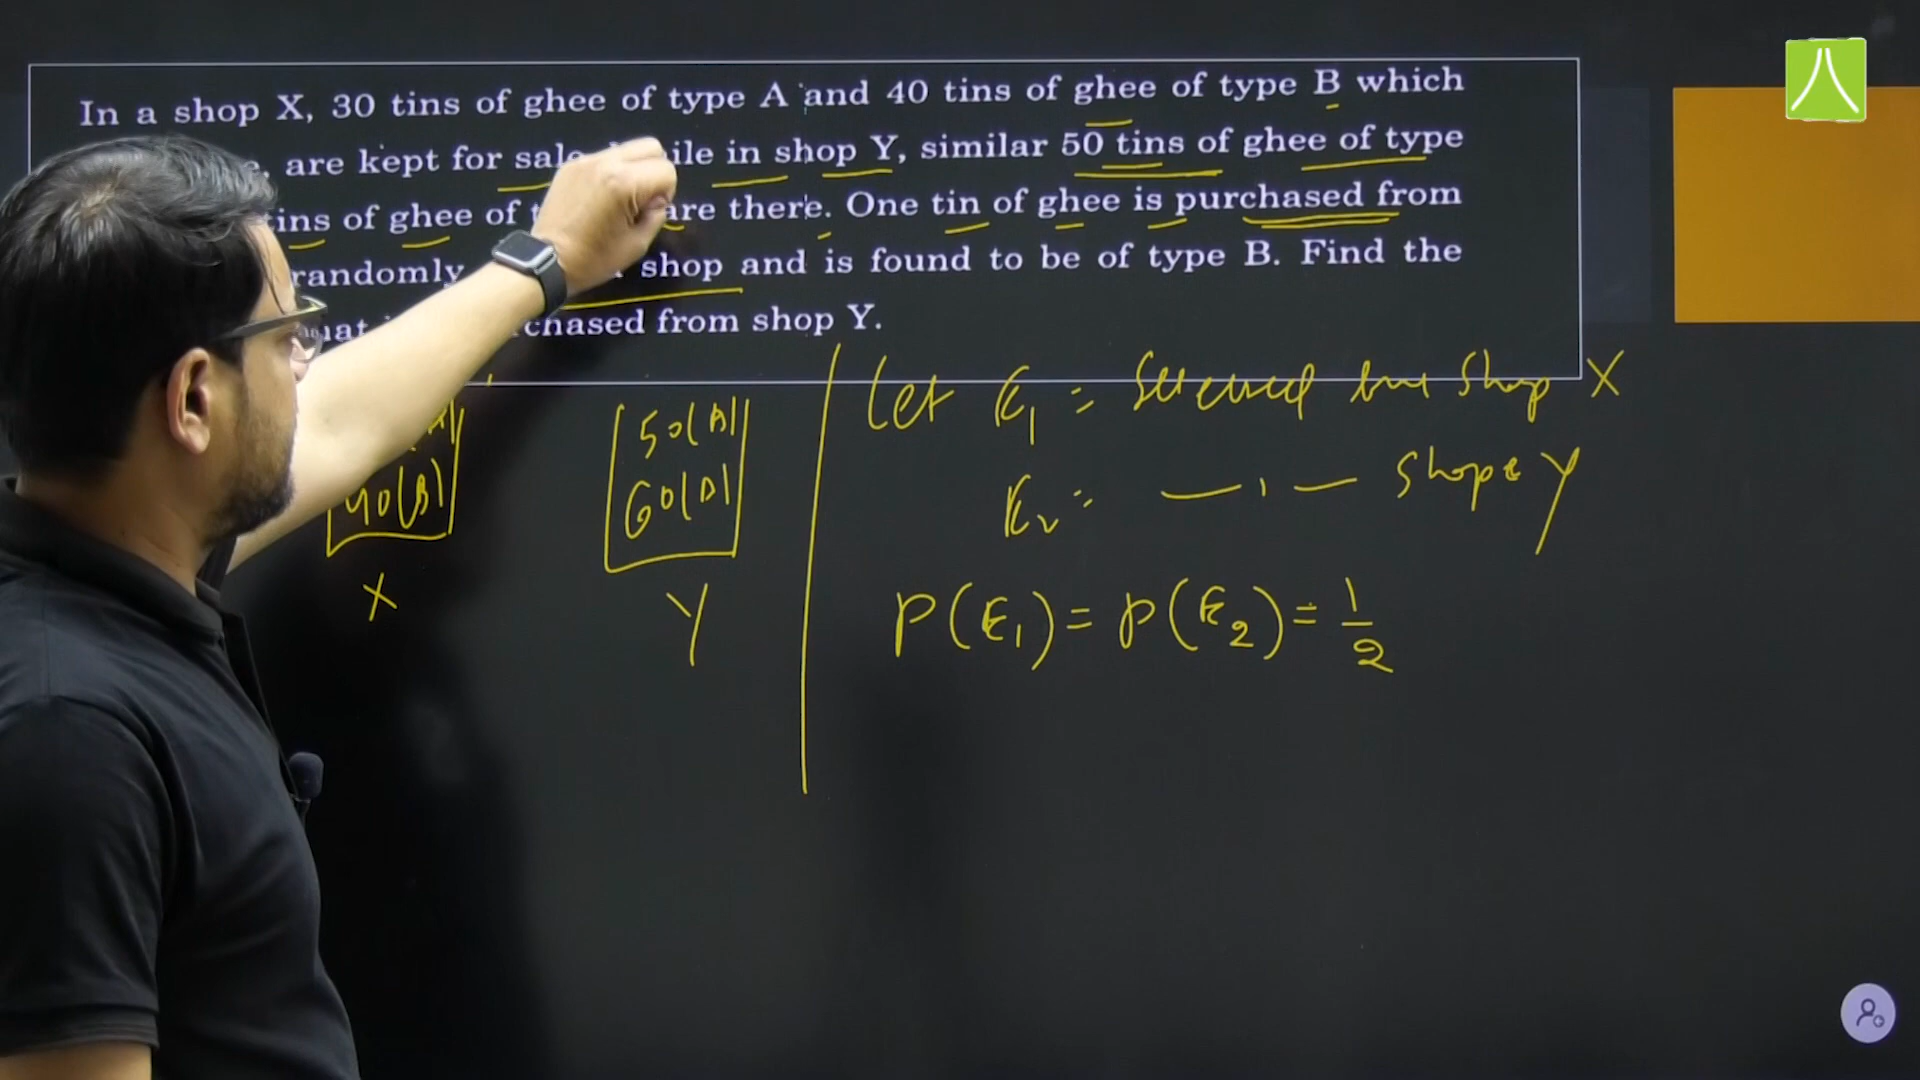 In a shop X, 30 tins of ghee of type A and 40 tins of ghee of type B which
are kept for sale in shop Y, similar 50 tins of ghee of type
tins of ghee of are there. One tin of ghee is purchased from
randomly shop and is found to be of type B. Find the
from shop Y.
Let E1 = Selected shop X
E2 = — ı — shop Y
50(A)
40(B)
60(B)
X
Y
P(E1) = P(E2) = 1/2